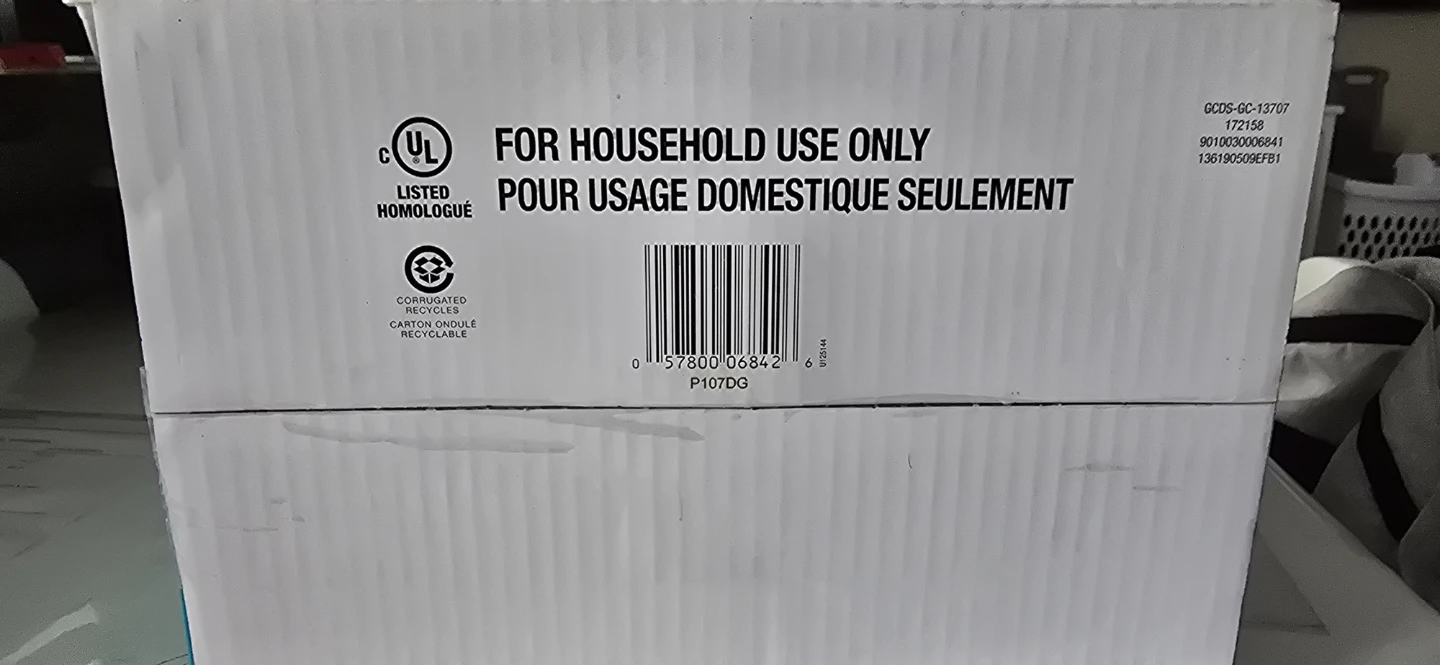 C UL ®
LISTED
HOMOLOGUÉ
FOR HOUSEHOLD USE ONLY
POUR USAGE DOMESTIQUE SEULEMENT
GCDS-GC-13707
172158
9010030006841
136190509EFB1
CORRUGATED
RECYCLES
CARTON ONDULÉ
RECYCLABLE
0 57800 06842 6
U125144
P107DG